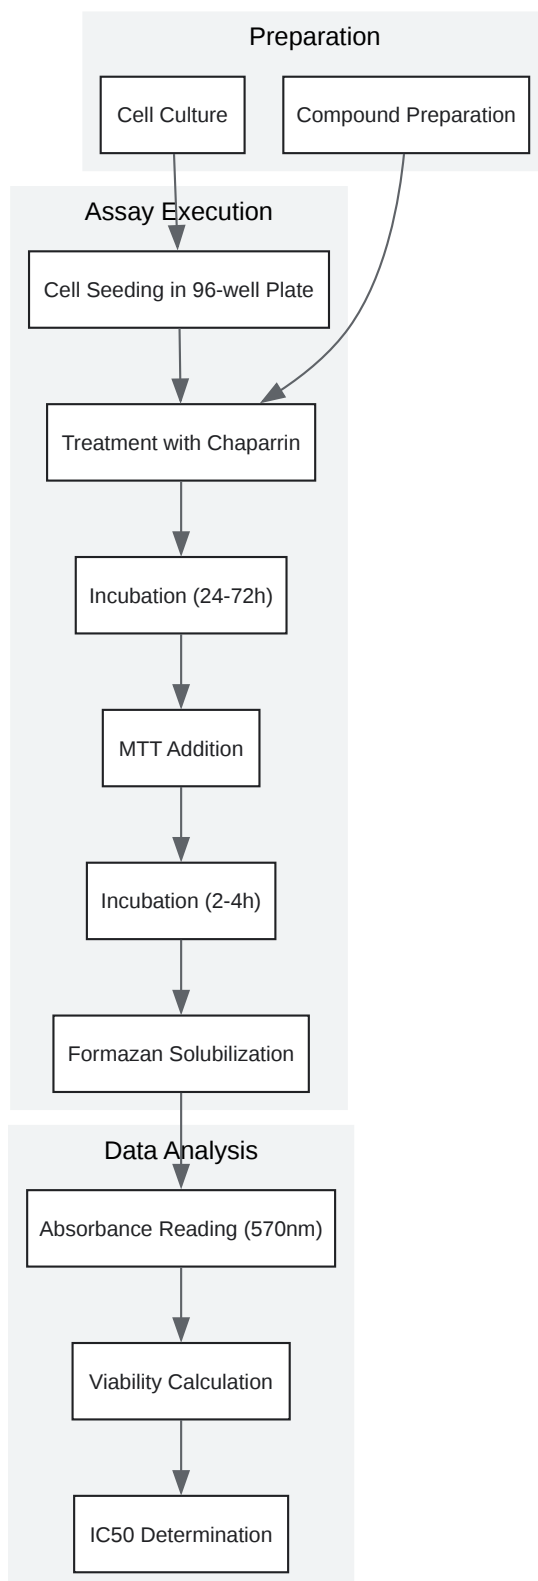 Preparation
Cell Culture
Compound Preparation
Assay Execution
Cell Seeding in 96-well Plate
Treatment with Chaparrin
Incubation (24-72h)
MTT Addition
Incubation (2-4h)
Formazan Solubilization
Data Analysis
Absorbance Reading (570nm)
Viability Calculation
IC50 Determination